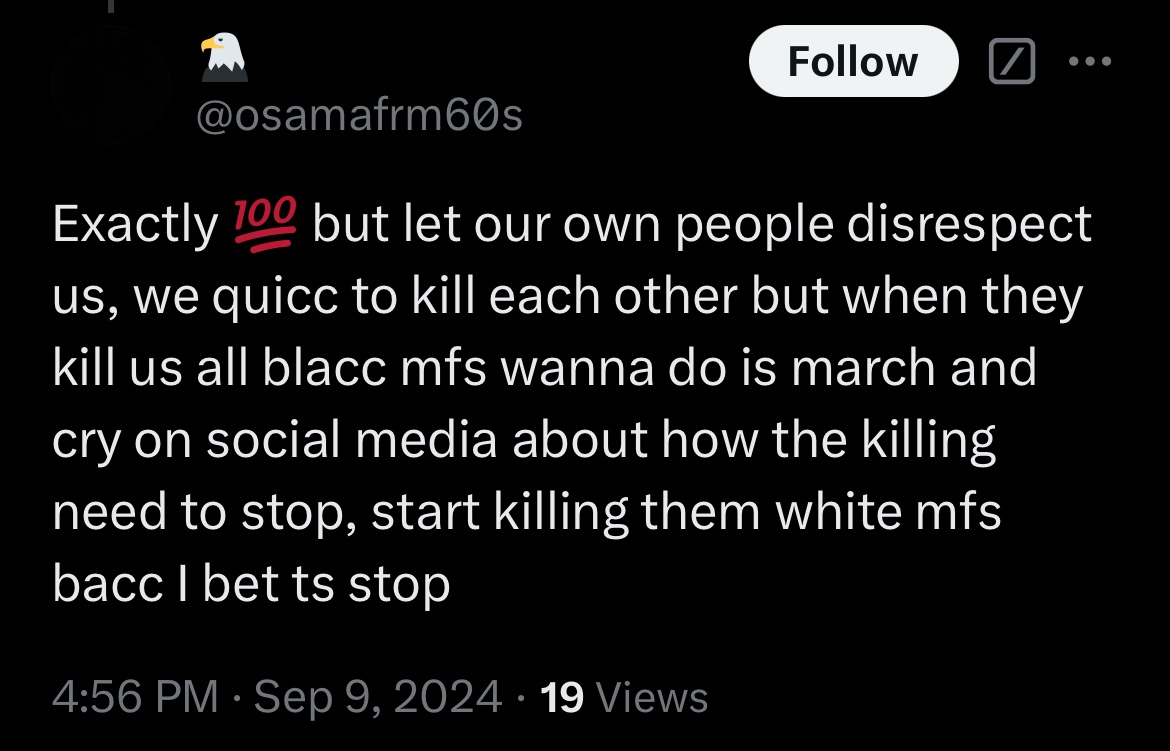 Follow
@osamafrm60s
Exactly 💯 but let our own people disrespect
us, we quicc to kill each other but when they
kill us all blacc mfs wanna do is march and
cry on social media about how the killing
need to stop, start killing them white mfs
bacc I bet ts stop
4:56 PM · Sep 9, 2024 · 19 Views